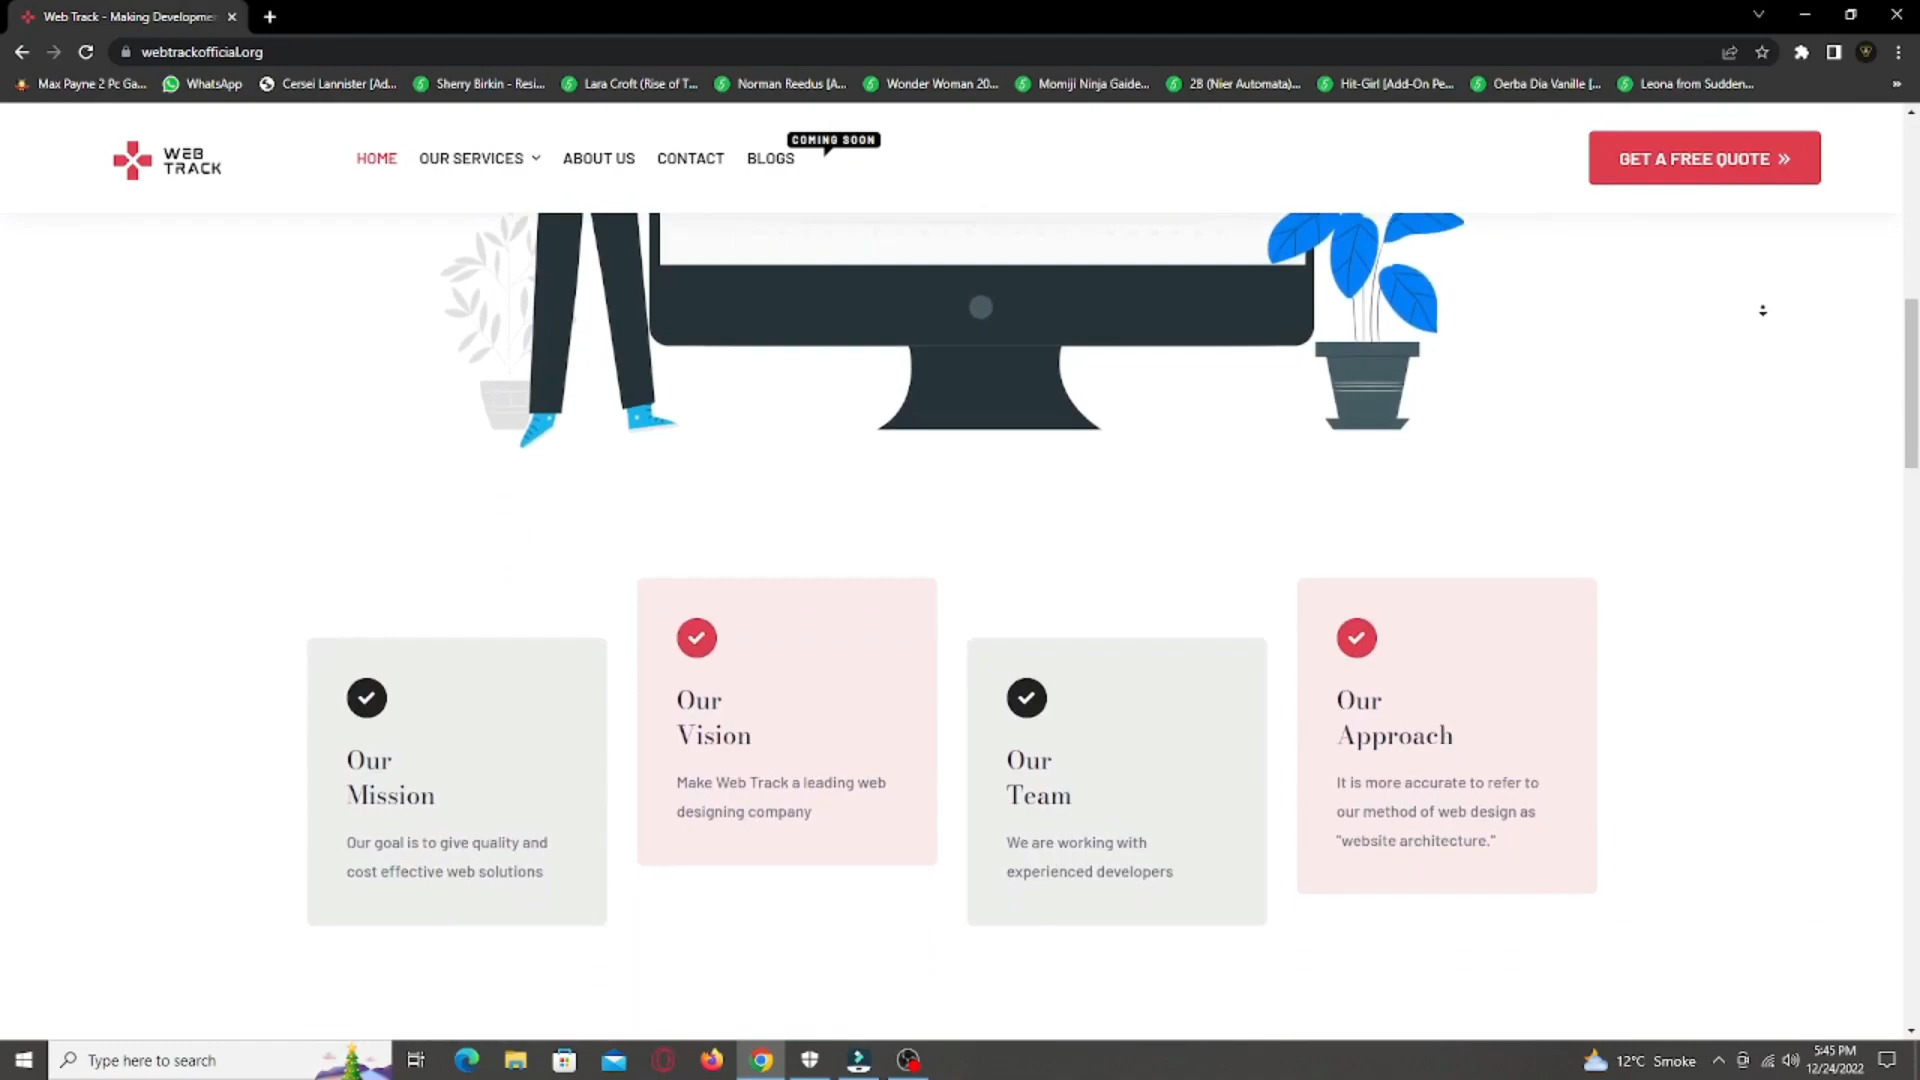 Web Track - Making Developmen
webtrackofficial.org
Max Payne 2 Pc Ga...
WhatsApp
Cersei Lannister [Ad...
Sherry Birkin - Resi...
Lara Croft (Rise of T...
Norman Reedus [A...
Wonder Woman 20...
Momiji Ninja Gaide...
2B (Nier Automata)...
Hit-Girl [Add-On Pe...
Oerba Dia Vanille [...
Leona from Sudden...
WEB
TRACK
HOME
OUR SERVICES
ABOUT US
CONTACT
BLOGS
COMING SOON
GET A FREE QUOTE »
Our
Mission
Our goal is to give quality and
cost effective web solutions
Our
Vision
Make Web Track a leading web
designing company
Our
Team
We are working with
experienced developers
Our
Approach
It is more accurate to refer to
our method of web design as
"website architecture."
Type here to search
12°C Smoke
5:45 PM
12/24/2022